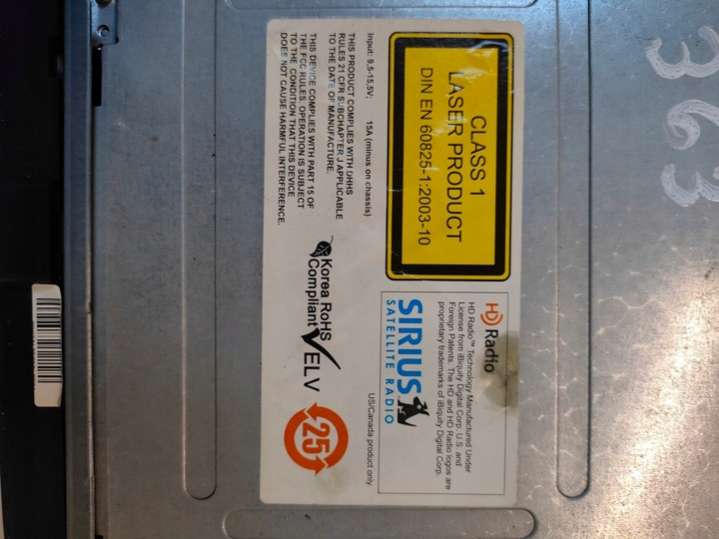 CLASS 1
LASER PRODUCT
DIN EN 60825-1:2003-10
HD Radio
HD Radio™ Technology Manufactured Under
License from iBiquity Digital Corp. U.S. and
Foreign Patents. The HD and HD Radio logos are
proprietary trademarks of iBiquity Digital Corp.
SIRIUS
SATELLITE RADIO
Input: 9,5-15,5V; 15A (minus on chassis)
US/Canada product only
THIS PRODUCT COMPLIES WITH DHHS
RULES 21 CFR SUBCHAPTER J APPLICABLE
TO THE DATE OF MANUFACTURE.
THIS DEVICE COMPLIES WITH PART 15 OF
THE FCC RULES. OPERATION IS SUBJECT
TO THE CONDITION THAT THIS DEVICE
DOES NOT CAUSE HARMFUL INTERFERENCE.
Korea RoHS
Compliant
ELV
25
363